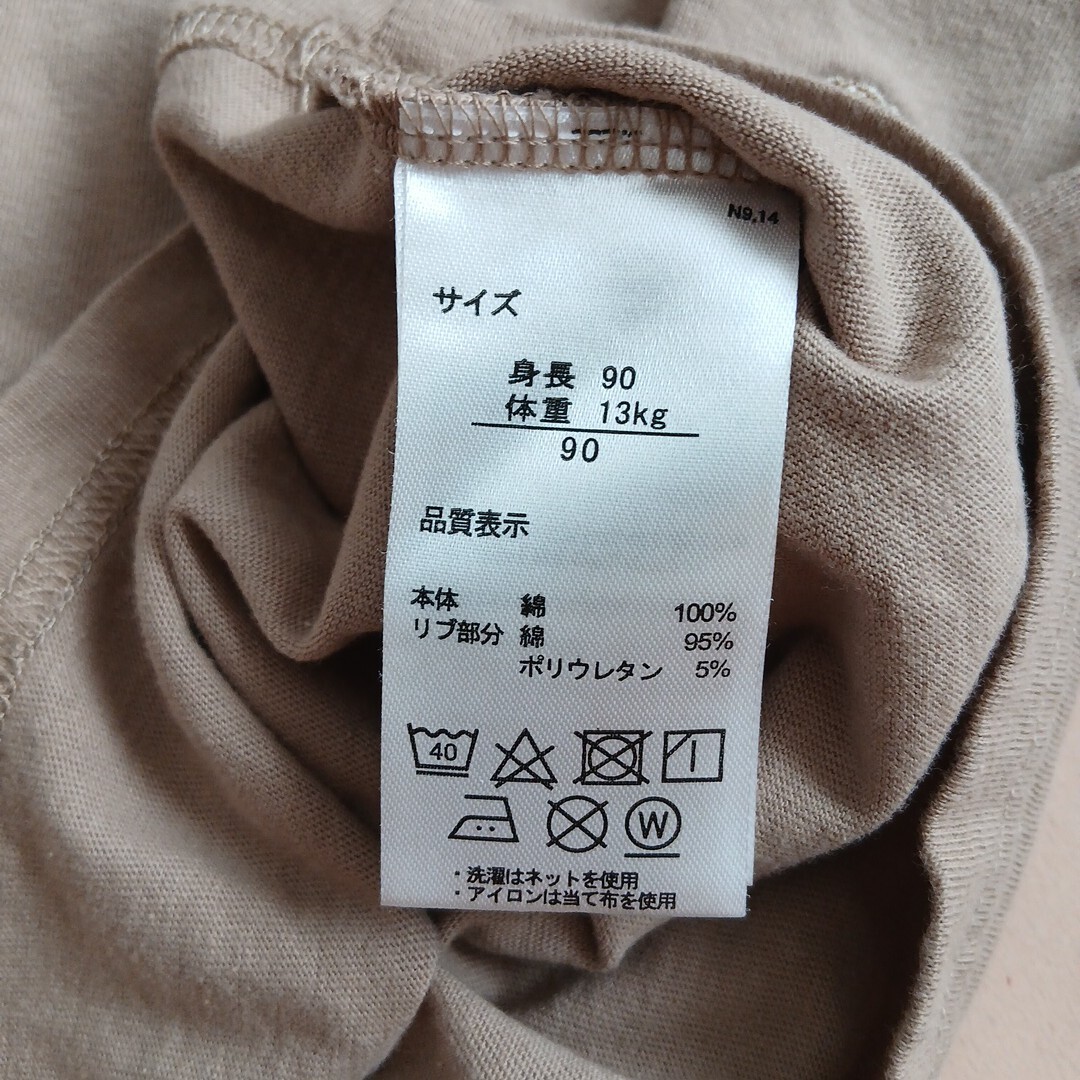 N9.14
サイズ
身長 90
体重 13kg
90
品質表示
本体 綿 100%
リブ部分 綿 95%
ポリウレタン 5%
40
W
・洗濯はネットを使用
・アイロンは当て布を使用